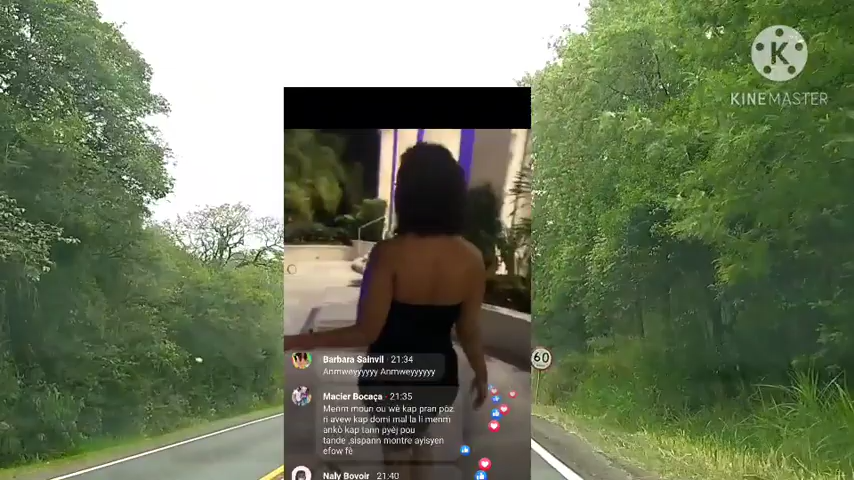 K
KINEMASTER
Barbara Sainvil · 21:34
Anmweyyyyyy Anmweyyyyyy
Macier Bocaça · 21:35
Menm moun ou wè kap pran pòz
ri avew kap domi mal la li menm
ankò kap tann pyèj pou
tande ,sispann montre ayisyen
efow fè
60
Naly Bovoir · 21:40